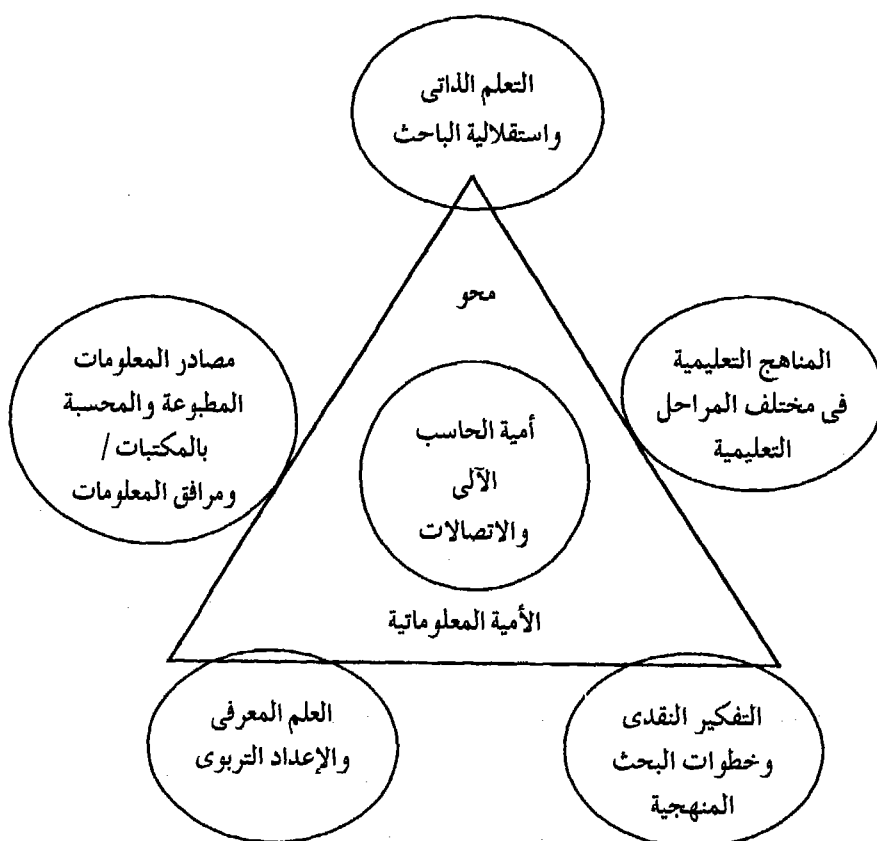 التعلم الذاتى
واستقلالية الباحث
محو
المناهج التعليمية
فى مختلف المراحل
التعليمية
مصادر المعلومات
المطبوعة والمحسبة
بالمكتبات /
ومرافق المعلومات
أمية الحاسب
الآلى
والاتصالات
الأمية المعلوماتية
التفكير النقدى
وخطوات البحث
المنهجية
العلم المعرفى
والإعداد التربوى